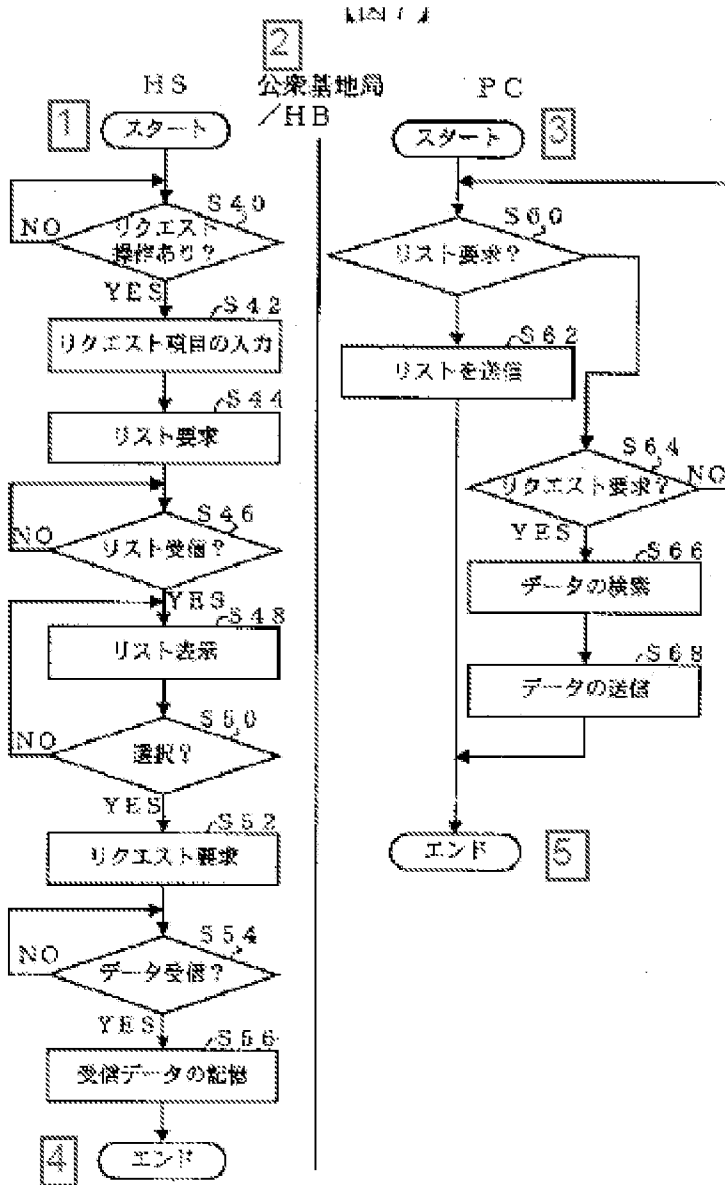 2
HS
公衆基地局
/HB
PC
1
スタート
スタート
3
S40
NO
リクエスト
操作あり?
YES
S42
リクエスト項目の入力
S44
リスト要求
S46
NO
リスト受信?
YES
S48
リスト表示
S50
NO
選択?
YES
S52
リクエスト要求
S54
NO
データ受信?
YES
S56
受信データの記憶
4
エンド
S60
リスト要求?
S62
リストを送信
S64
リクエスト要求?
NO
YES
S66
データの検索
S68
データの送信
エンド
5